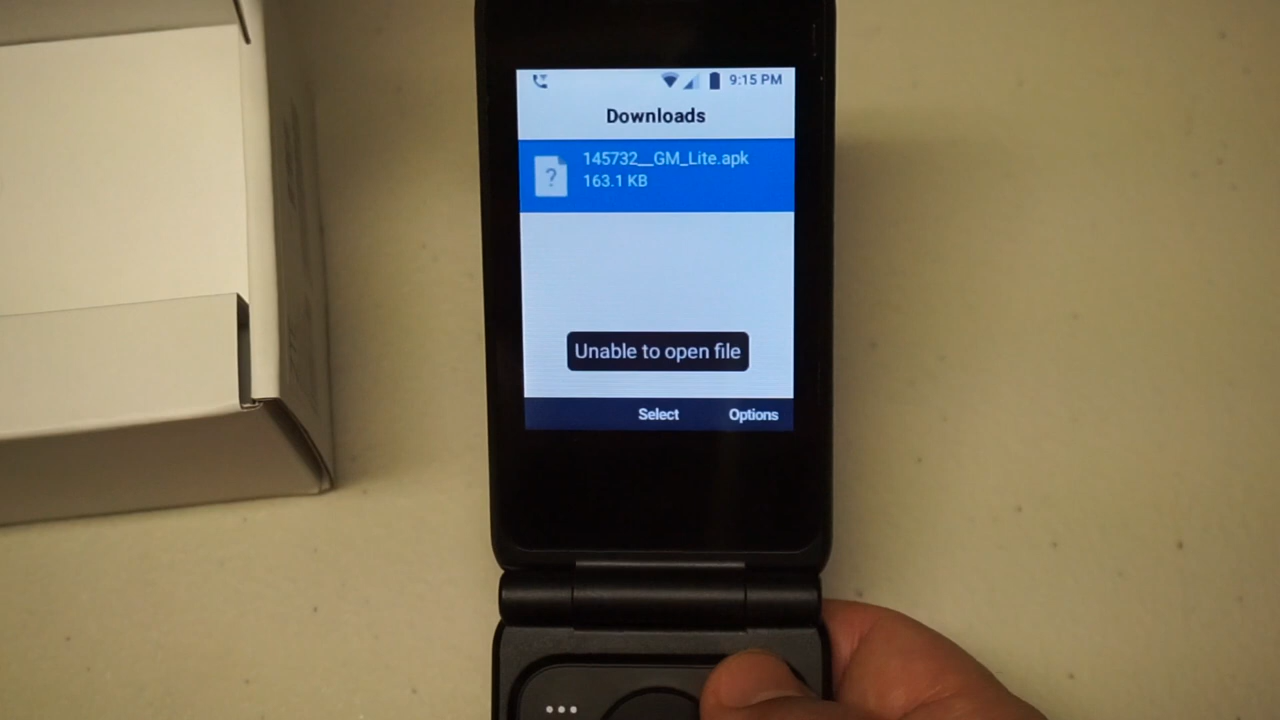 9:15 PM
Downloads
145732__GM_Lite.apk
?
163.1 KB
Unable to open file
Select Options